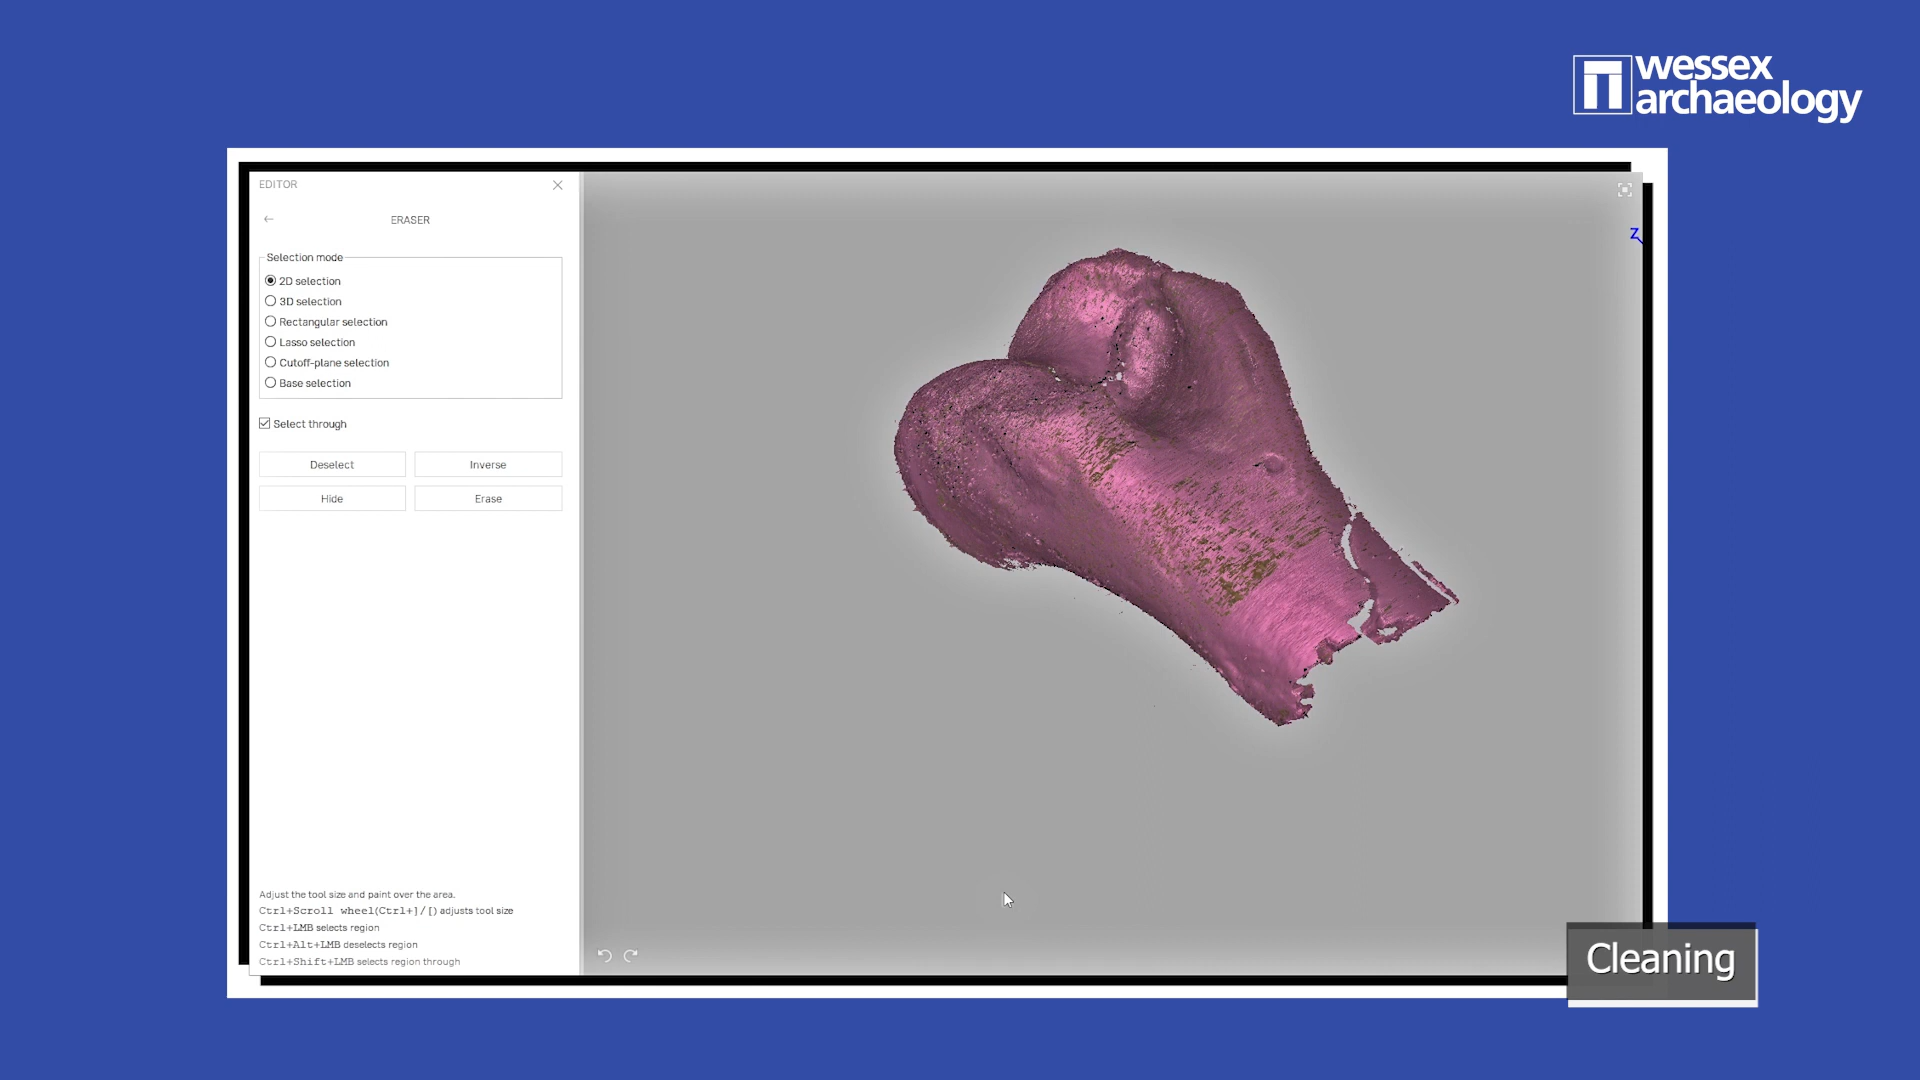 wessex
archaeology
EDITOR
ERASER
Selection mode
2D selection
3D selection
Rectangular selection
Lasso selection
Cutoff-plane selection
Base selection
Select through
Deselect
Inverse
Hide
Erase
Z
Adjust the tool size and paint over the area.
Ctrl+Scroll wheel(Ctrl+]/[) adjusts tool size
Ctrl+LMB selects region
Ctrl+Alt+LMB deselects region
Ctrl+Shift+LMB selects region through
Cleaning